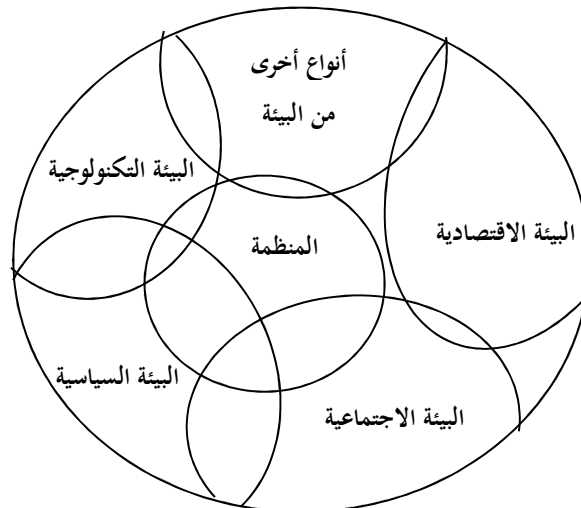 أنواع أخرى
من البيئة
البيئة التكنولوجية
المنظمة
البيئة الاقتصادية
البيئة السياسية
البيئة الاجتماعية